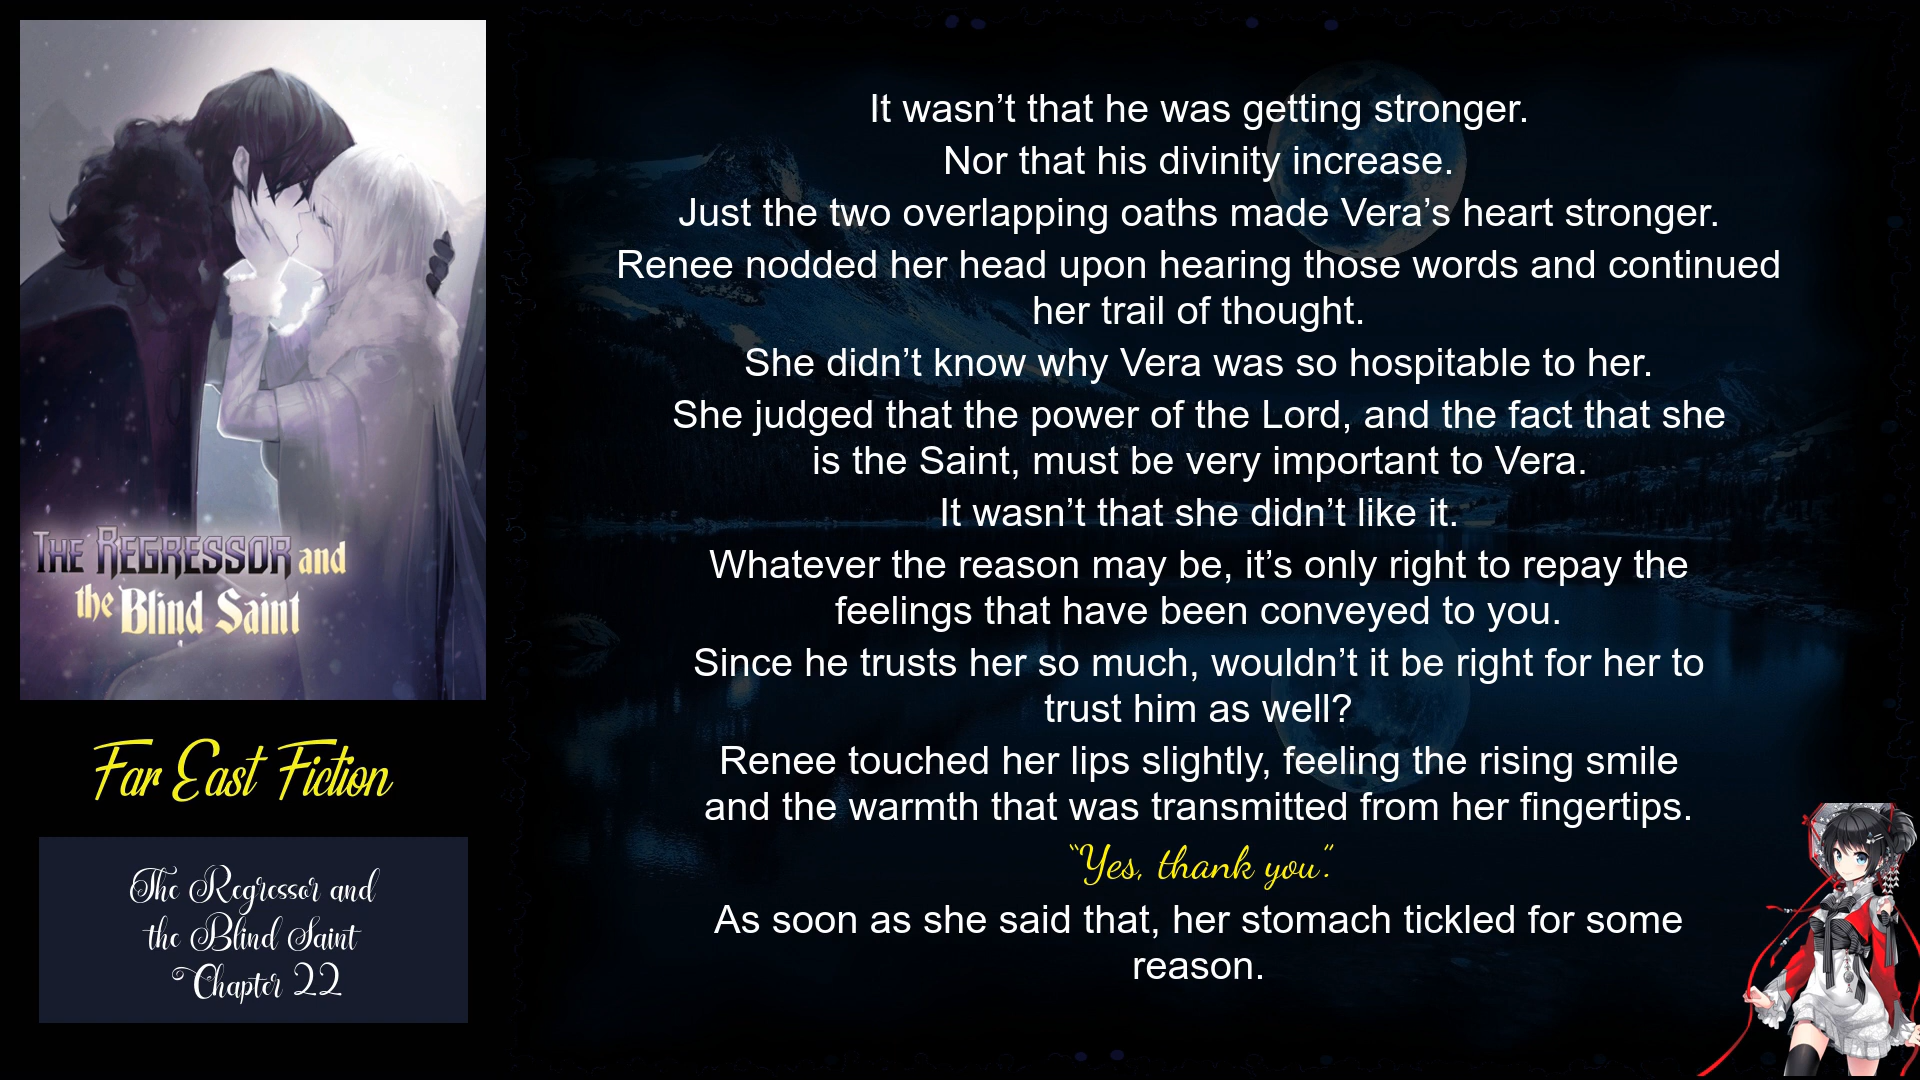 THE REGRESSOR and
the Blind Saint
Far East Fiction
The Regressor and
the Blind Saint
Chapter 22
It wasn’t that he was getting stronger.
Nor that his divinity increase.
Just the two overlapping oaths made Vera’s heart stronger.
Renee nodded her head upon hearing those words and continued
her trail of thought.
She didn’t know why Vera was so hospitable to her.
She judged that the power of the Lord, and the fact that she
is the Saint, must be very important to Vera.
It wasn’t that she didn’t like it.
Whatever the reason may be, it’s only right to repay the
feelings that have been conveyed to you.
Since he trusts her so much, wouldn’t it be right for her to
trust him as well?
Renee touched her lips slightly, feeling the rising smile
and the warmth that was transmitted from her fingertips.
“Yes, thank you”.
As soon as she said that, her stomach tickled for some
reason.